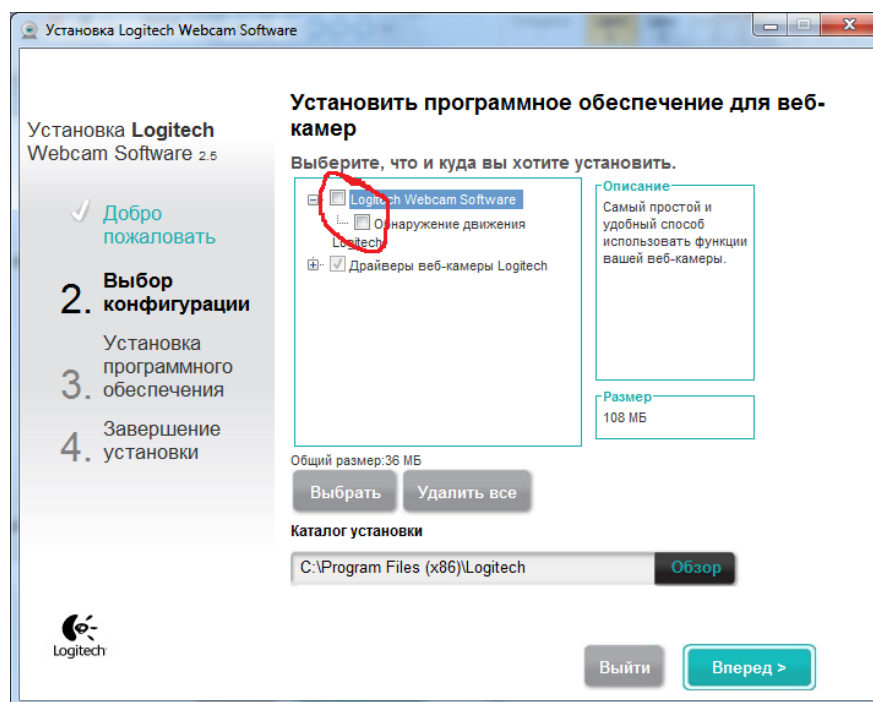 Установка Logitech Webcam Software
Установка Logitech
Webcam Software 2.5
Добро
пожаловать
2. Выбор
конфигурации
3. Установка
программного
обеспечения
4. Завершение
установки
Logitech
Установить программное обеспечение для веб-
камер
Выберите, что и куда вы хотите установить.
Logitech Webcam Software
Обнаружение движения
Logitech
Драйверы веб-камеры Logitech
Описание
Самый простой и
удобный способ
использовать функции
вашей веб-камеры.
Размер
108 МБ
Общий размер:36 МБ
Выбрать
Удалить все
Каталог установки
C:\Program Files (x86)\Logitech
Обзор
Выйти
Вперед >